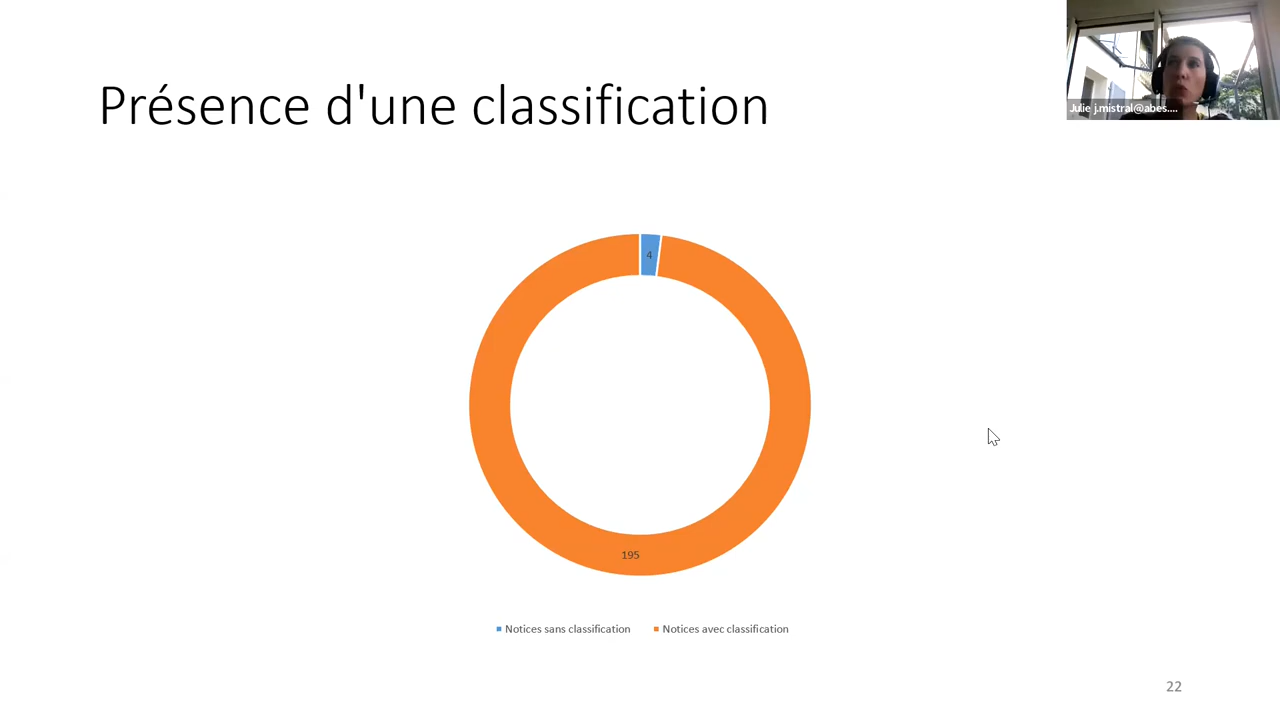 Présence d'une classification
Julie j.mistral@abes....
4
195
Notices sans classification
Notices avec classification
22